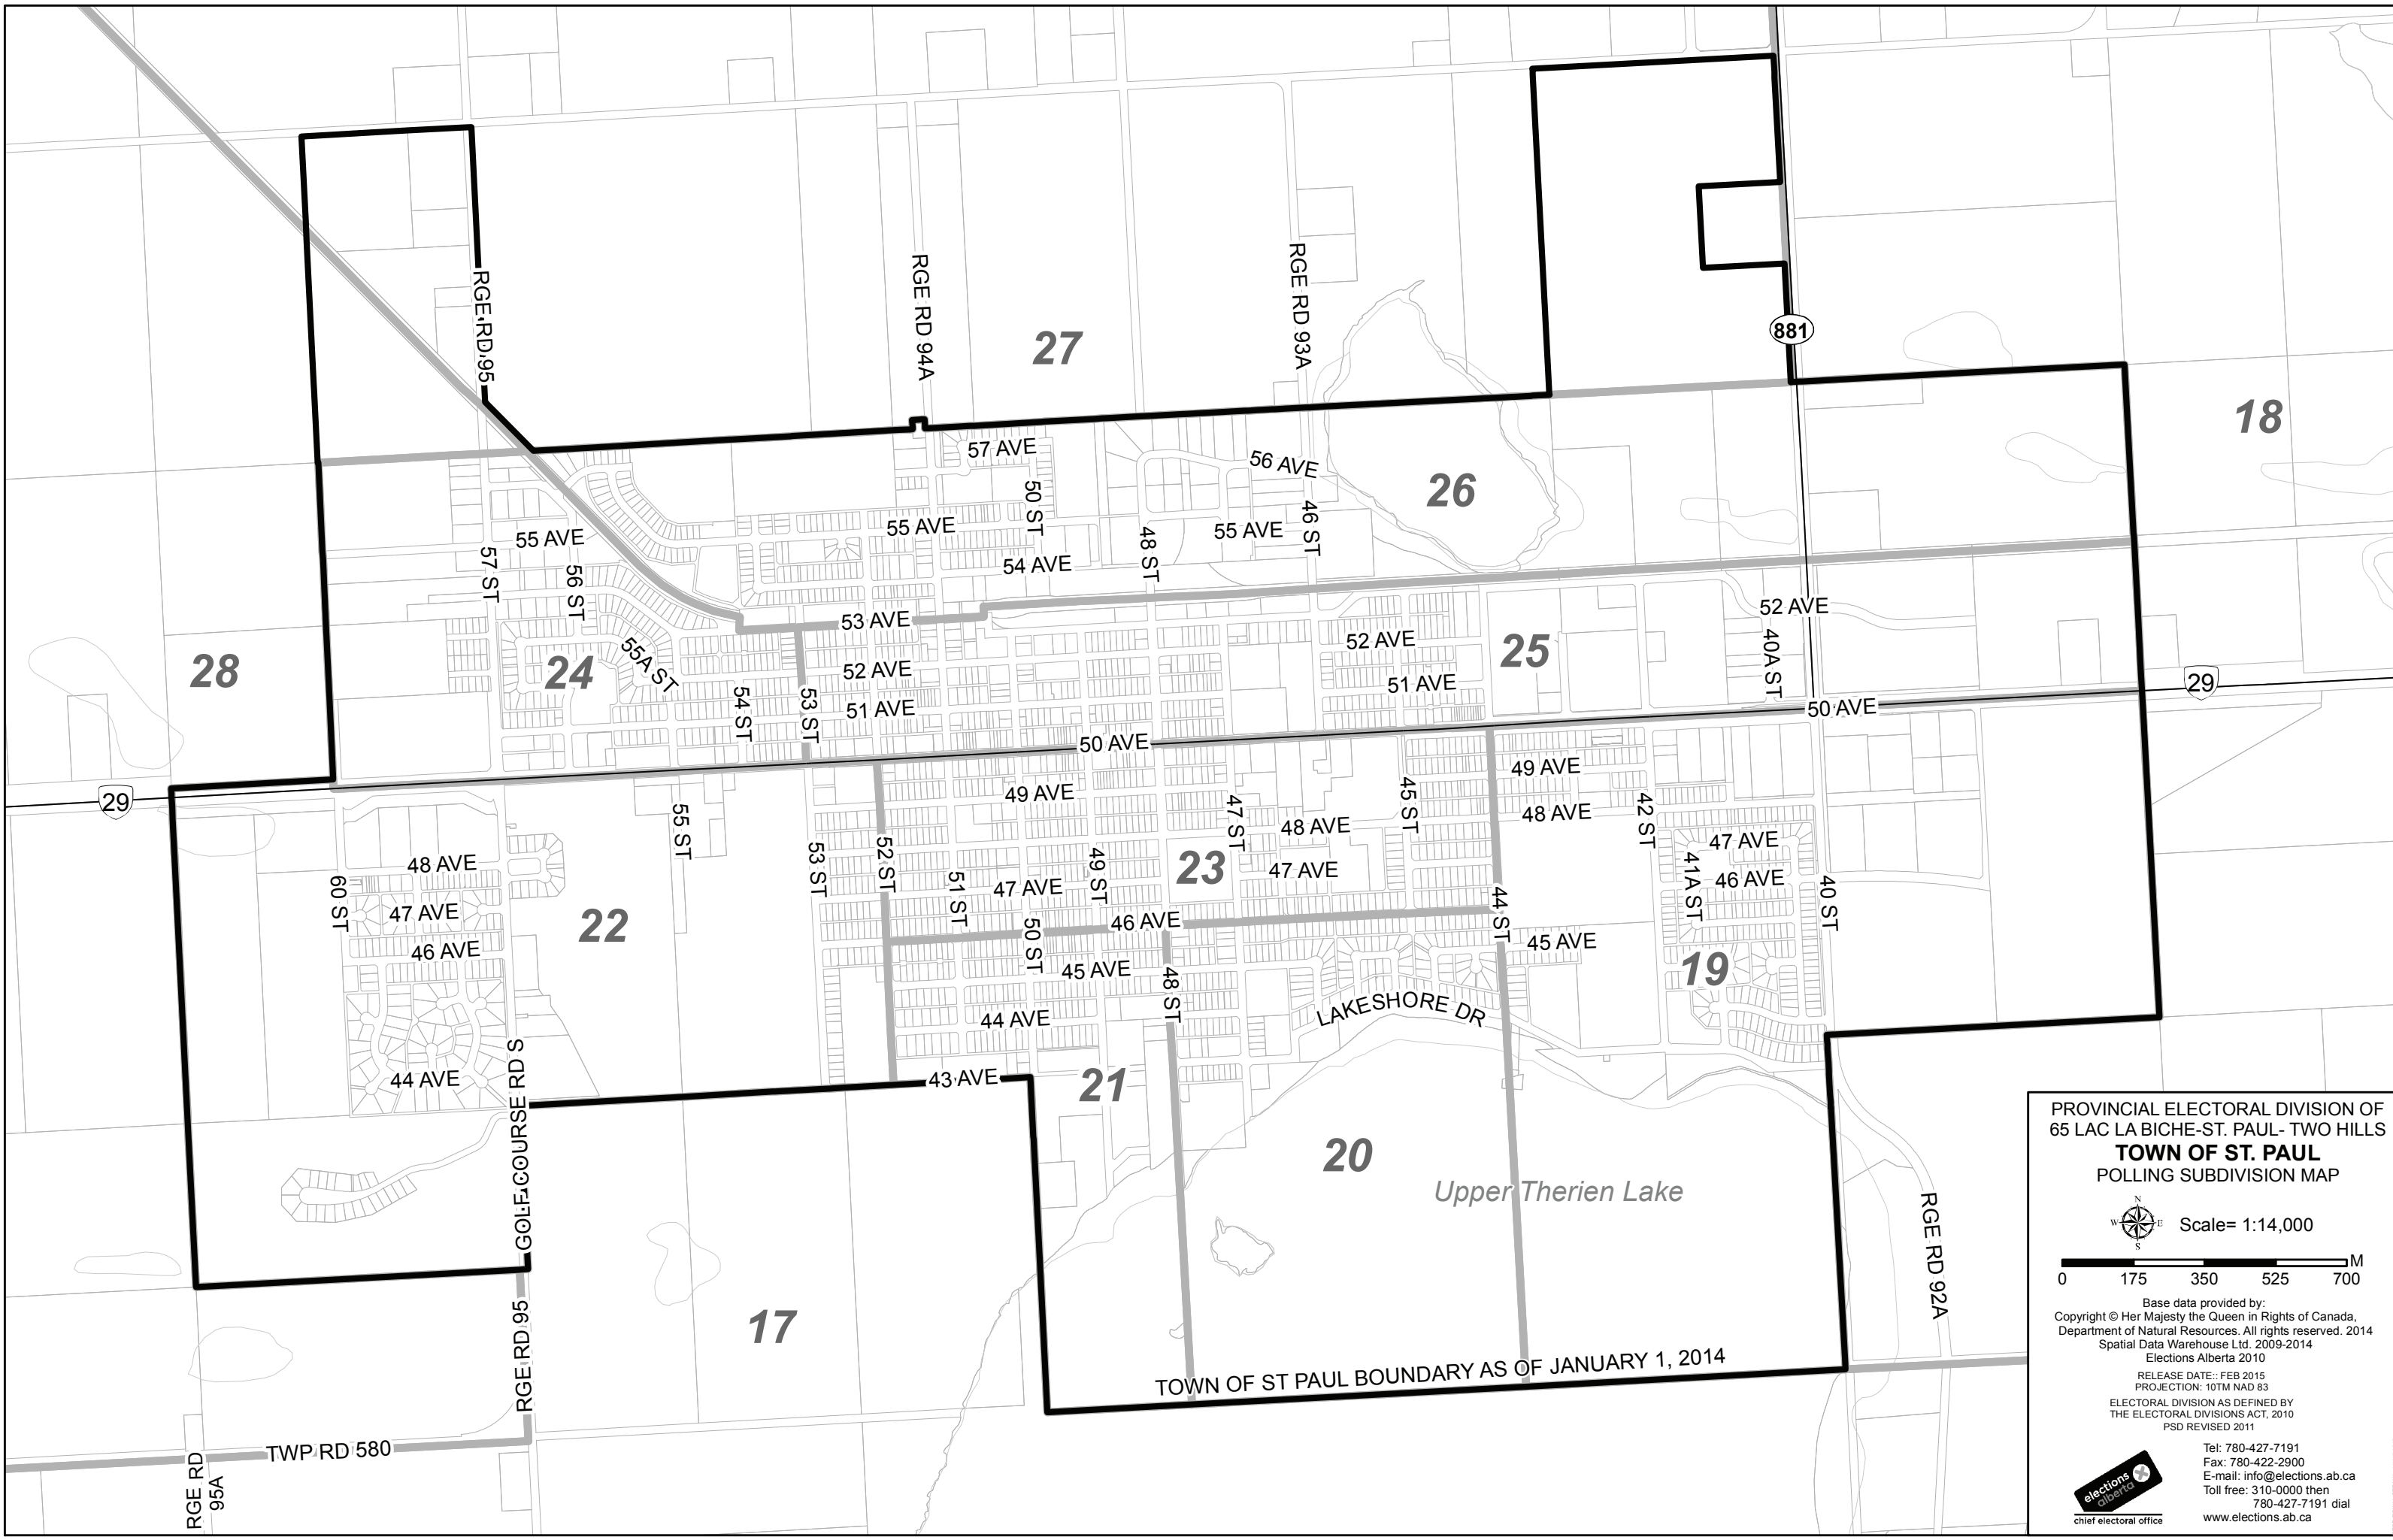 RGE RD 95
RGE RD 94A
27
RGE RD 93A
881
18
57 AVE
56 AVE
26
50 ST
55 AVE
55 AVE
55 AVE
46 ST
48 ST
54 AVE
57 ST
56 ST
53 AVE
52 AVE
52 AVE
40A ST
28
24
55A ST
52 AVE
25
51 AVE
54 ST
53 ST
51 AVE
29
50 AVE
50 AVE
29
49 AVE
49 AVE
55 ST
47 ST
45 ST
42 ST
48 AVE
48 AVE
48 AVE
47 AVE
53 ST
52 ST
23
47 AVE
41A ST
46 AVE
60 ST
47 AVE
51 ST
47 AVE
49 ST
44 ST
40 ST
22
46 AVE
46 AVE
50 ST
45 AVE
45 AVE
19
48 ST
44 AVE
LAKESHORE DR
44 AVE
43 AVE
21
GOLF COURSE RD S
20
Upper Therien Lake
RGE RD 92A
17
RGE RD 95
TOWN OF ST PAUL BOUNDARY AS OF JANUARY 1, 2014
TWP RD 580
RGE RD
95A
PROVINCIAL ELECTORAL DIVISION OF
65 LAC LA BICHE-ST. PAUL- TWO HILLS
TOWN OF ST. PAUL
POLLING SUBDIVISION MAP
N
W E
S
Scale= 1:14,000
M
0 175 350 525 700
Base data provided by:
Copyright © Her Majesty the Queen in Rights of Canada,
Department of Natural Resources. All rights reserved. 2014
Spatial Data Warehouse Ltd. 2009-2014
Elections Alberta 2010
RELEASE DATE:: FEB 2015
PROJECTION: 10TM NAD 83
ELECTORAL DIVISION AS DEFINED BY
THE ELECTORAL DIVISIONS ACT, 2010
PSD REVISED 2011
Tel: 780-427-7191
Fax: 780-422-2900
E-mail: info@elections.ab.ca
Toll free: 310-0000 then
780-427-7191 dial
www.elections.ab.ca
elections
alberta
chief electoral office